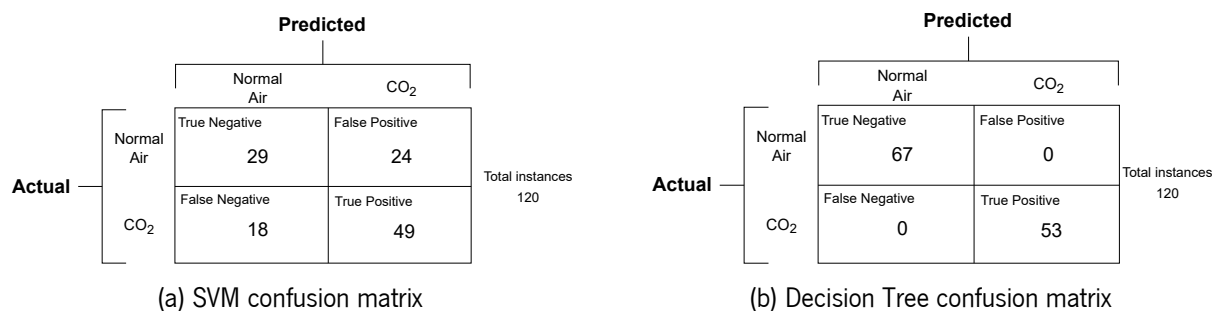 Predicted
Normal
Air
CO2
Actual
Normal
Air
CO2
True Negative
29
False Positive
24
False Negative
18
True Positive
49
Total instances
120
(a) SVM confusion matrix
Predicted
Normal
Air
CO2
Actual
Normal
Air
CO2
True Negative
67
False Positive
0
False Negative
0
True Positive
53
Total instances
120
(b) Decision Tree confusion matrix